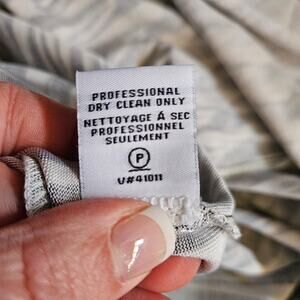 PROFESSIONAL
DRY CLEAN ONLY
NETTOYAGE Á SEC
PROFESSIONNEL
SEULEMENT
P
V#41011